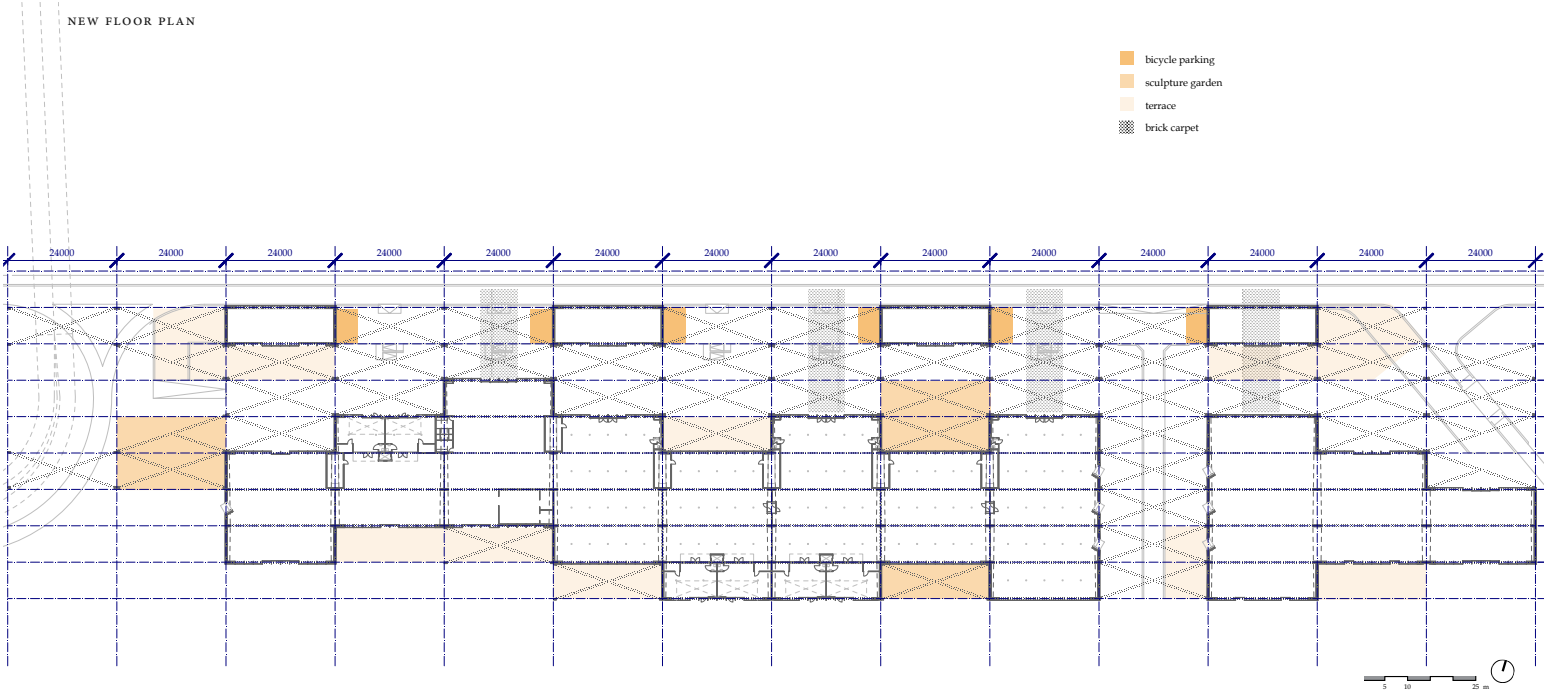 NEW FLOOR PLAN
bicycle parking
sculpture garden
terrace
brick carpet
24000 24000 24000 24000 24000 24000 24000 24000 24000 24000 24000 24000 24000 24000
5 10 25 m